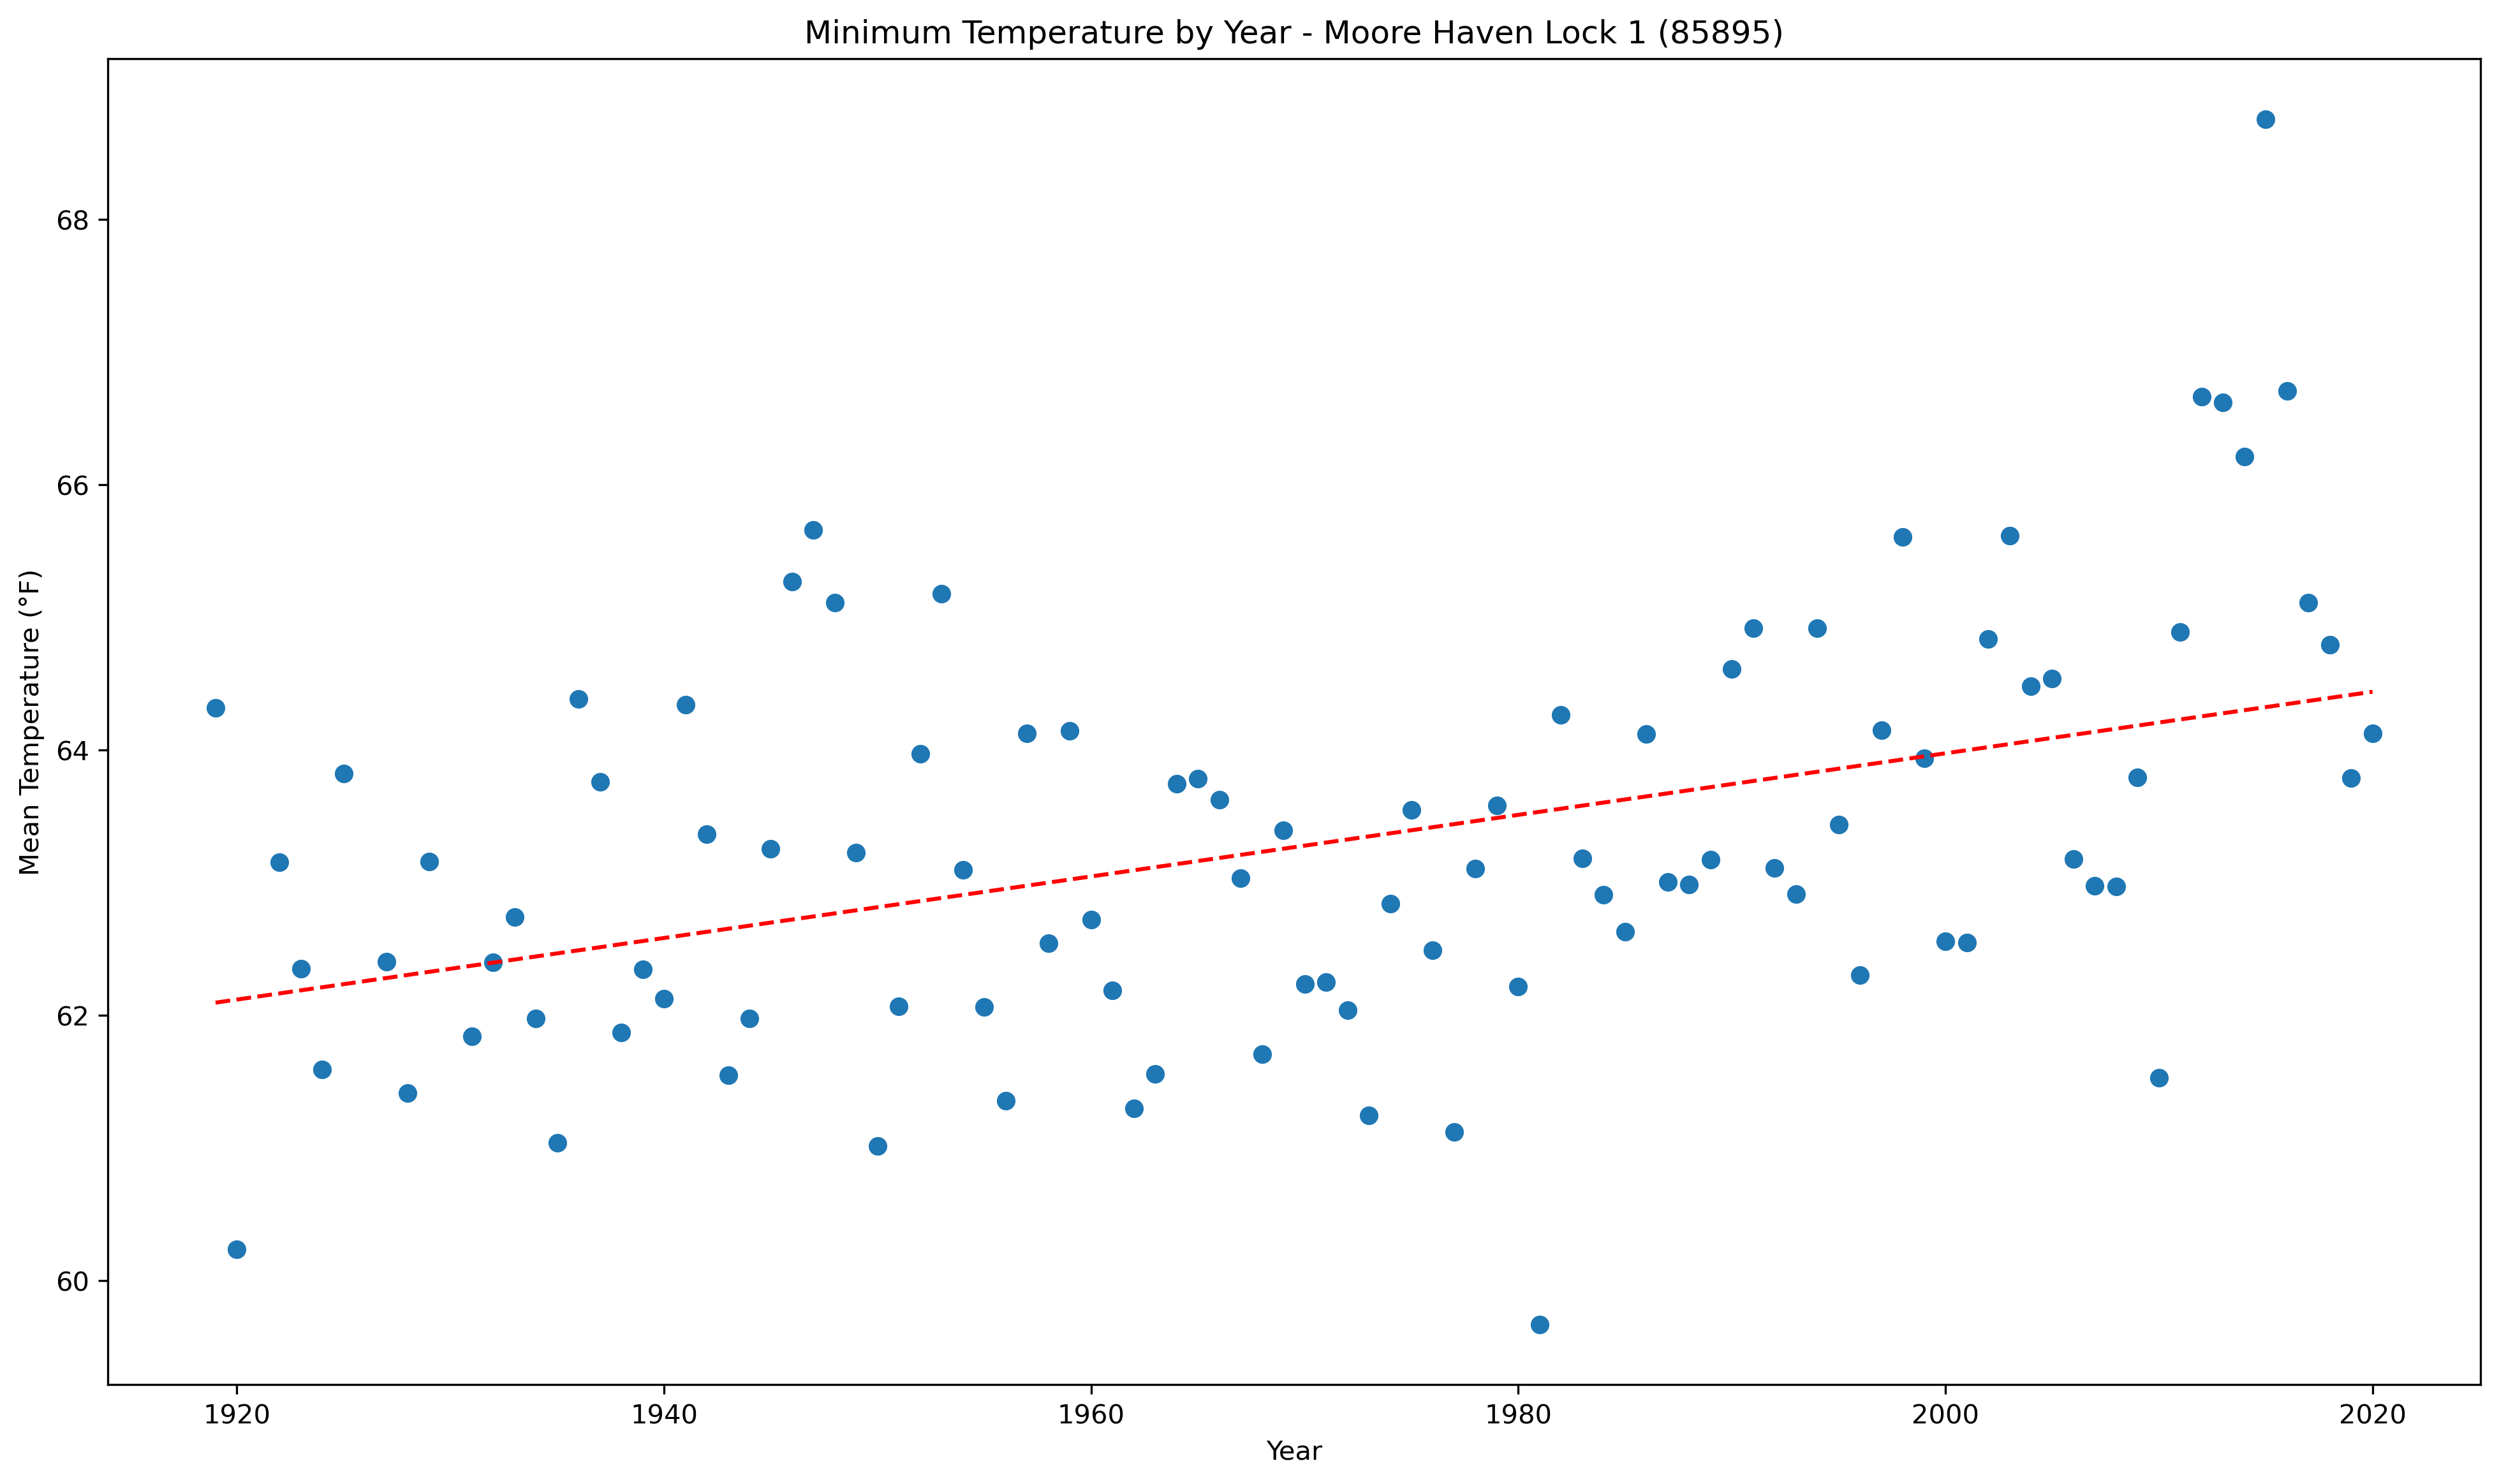 Minimum Temperature by Year - Moore Haven Lock 1 (85895)
Mean Temperature (°F)
68
66
64
62
60
1920 1940 1960 1980 2000 2020
Year